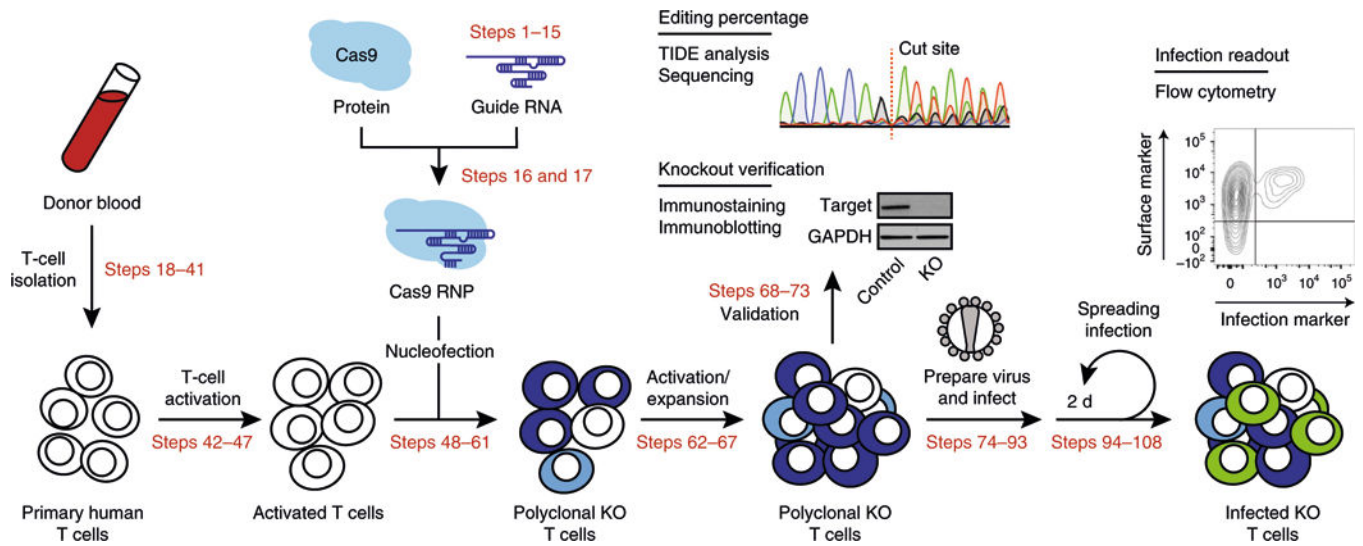 Donor blood
T-cell
isolation
Steps 18–41
Primary human
T cells
T-cell
activation
Steps 42–47
Activated T cells
Steps 1–15
Cas9
Protein
Guide RNA
Steps 16 and 17
Cas9 RNP
Nucleofection
Steps 48–61
Polyclonal KO
T cells
Activation/
expansion
Steps 62–67
Polyclonal KO
T cells
Steps 68–73
Validation
Editing percentage
TIDE analysis
Sequencing
Cut site
Knockout verification
Immunostaining
Immunoblotting
Target
GAPDH
Control
KO
Prepare virus
and infect
Steps 74–93
Spreading
infection
2 d
Steps 94–108
Infected KO
T cells
Infection readout
Flow cytometry
Surface marker
10⁵
10⁴
10³
10²
0
–10²
0
10³
10⁴
10⁵
Infection marker